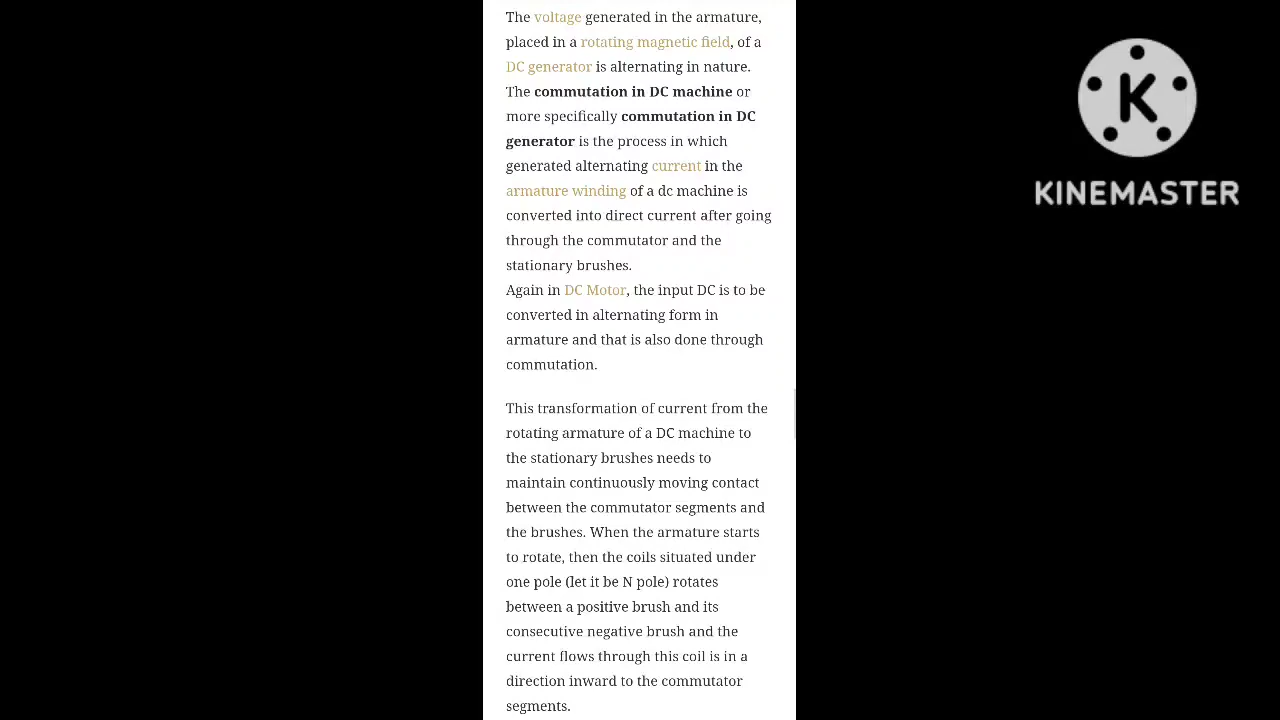 The voltage generated in the armature,
placed in a rotating magnetic field, of a
DC generator is alternating in nature.
The commutation in DC machine or
more specifically commutation in DC
generator is the process in which
generated alternating current in the
armature winding of a dc machine is
converted into direct current after going
through the commutator and the
stationary brushes.
Again in DC Motor, the input DC is to be
converted in alternating form in
armature and that is also done through
commutation.
This transformation of current from the
rotating armature of a DC machine to
the stationary brushes needs to
maintain continuously moving contact
between the commutator segments and
the brushes. When the armature starts
to rotate, then the coils situated under
one pole (let it be N pole) rotates
between a positive brush and its
consecutive negative brush and the
current flows through this coil is in a
direction inward to the commutator
segments.
K
KINEMASTER